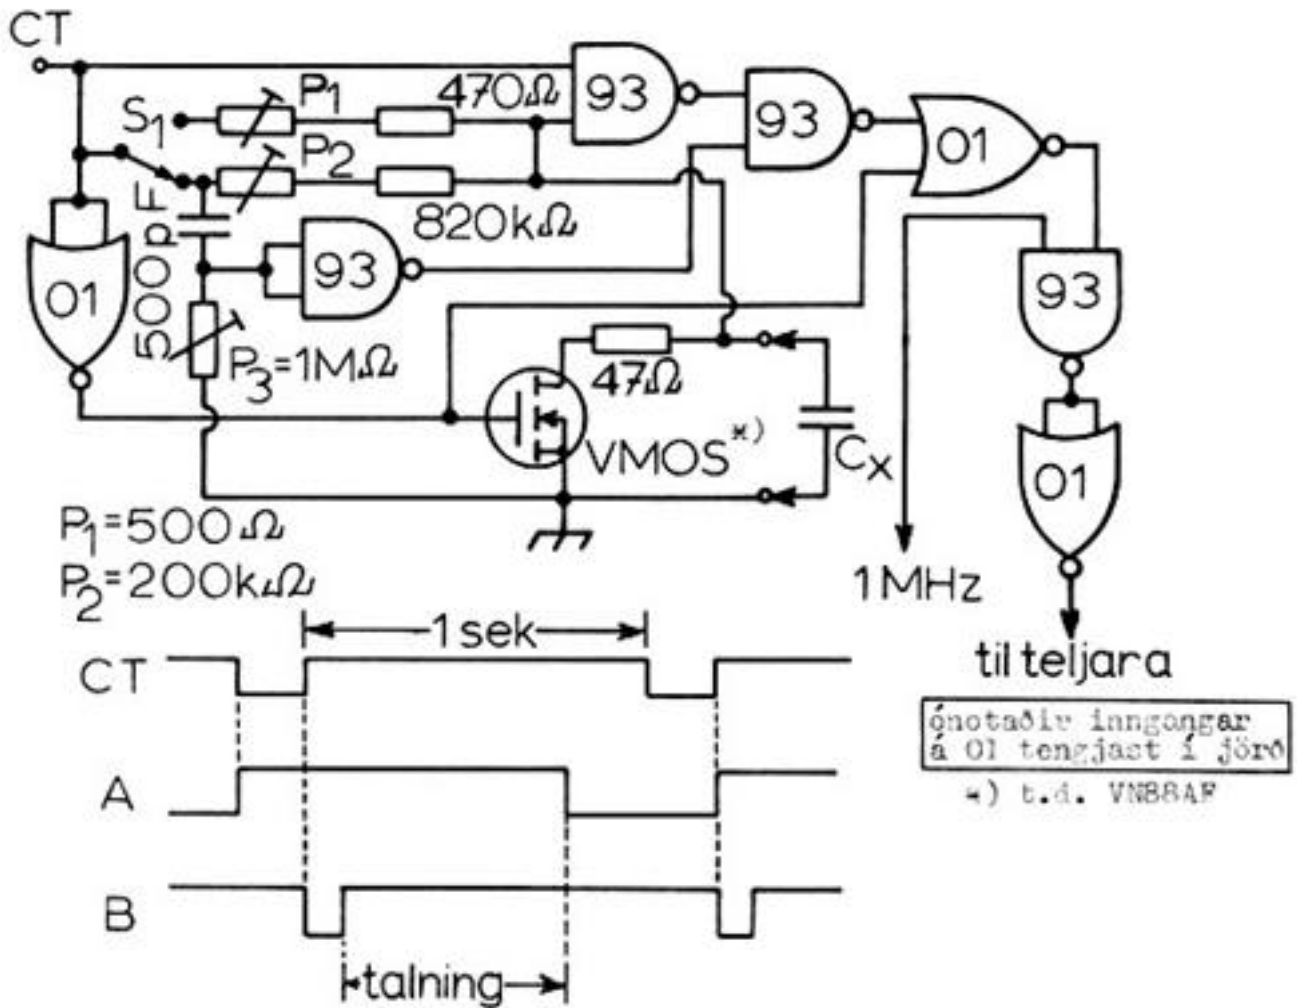 CT
S1
P1
470Ω
93
93
01
P2
820kΩ
500pF
93
01
93
P3=1MΩ
47Ω
VMOS*)
Cx
01
P1=500Ω
P2=200kΩ
1MHz
1 sek
til teljara
CT
ónotaðir inngangar
á 01 tengjast í jörð
*) t.d. VN88AF
A
B
talning